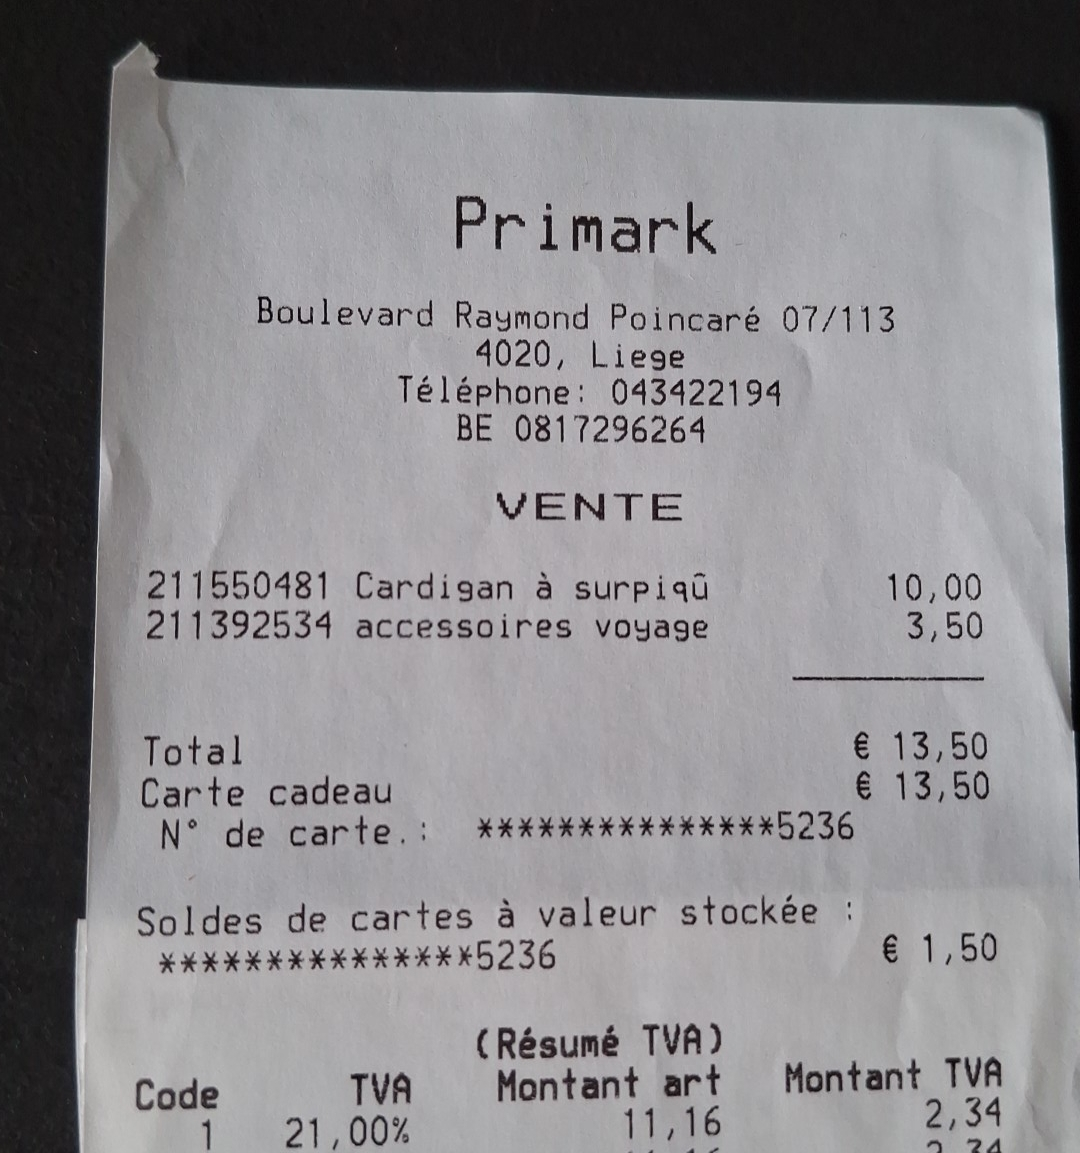 Primark
Boulevard Raymond Poincaré 07/113
4020, Liege
Téléphone: 043422194
BE 0817296264
VENTE
211550481 Cardigan à surpiqû 10,00
211392534 accessoires voyage 3,50
Total € 13,50
Carte cadeau € 13,50
N° de carte.: ***************5236
Soldes de cartes à valeur stockée :
***************5236 € 1,50
(Résumé TVA)
Code TVA Montant art Montant TVA
1 21,00% 11,16 2,34